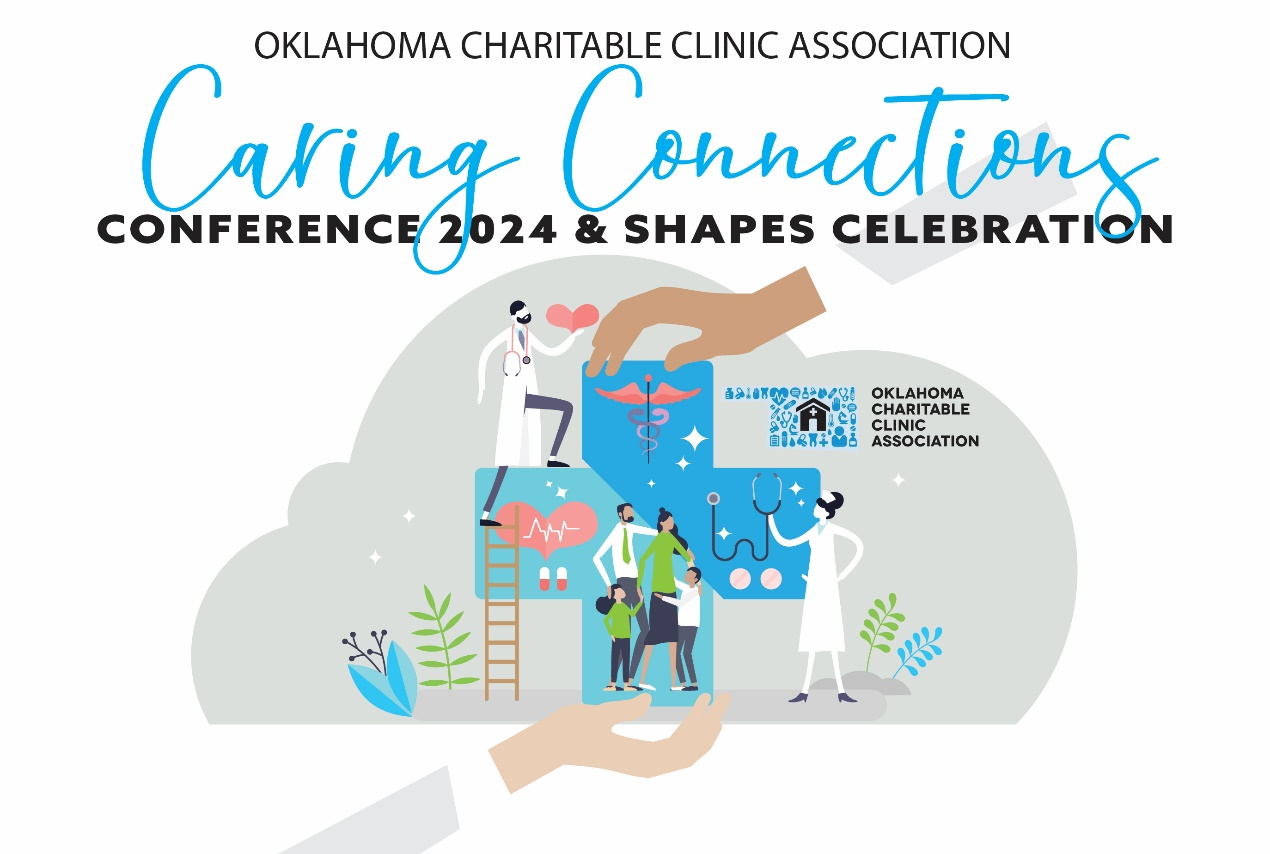 OKLAHOMA CHARITABLE CLINIC ASSOCIATION
Caring Connections
CONFERENCE 2024 & SHAPES CELEBRATION
OKLAHOMA
CHARITABLE
CLINIC
ASSOCIATION